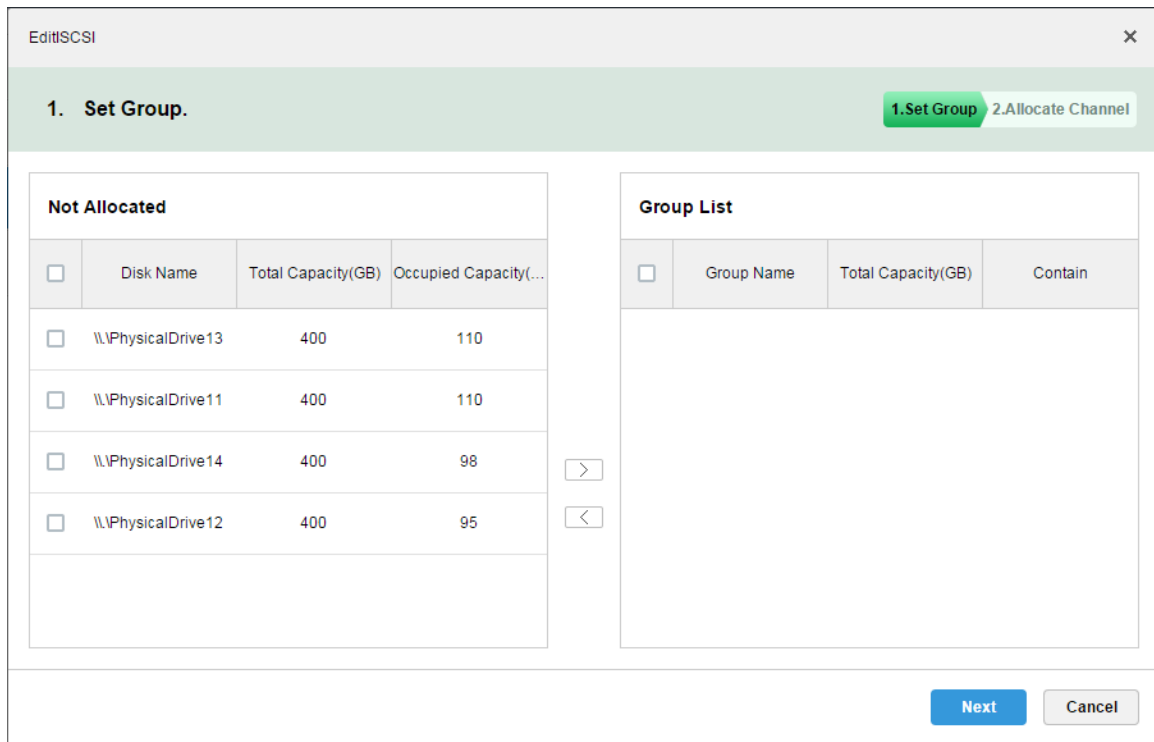 EditISCSI
1. Set Group.
1.Set Group 2.Allocate Channel
Not Allocated
Disk Name Total Capacity(GB) Occupied Capacity(...
\\.\PhysicalDrive13 400 110
\\.\PhysicalDrive11 400 110
\\.\PhysicalDrive14 400 98
\\.\PhysicalDrive12 400 95
Group List
Group Name Total Capacity(GB) Contain
Next Cancel